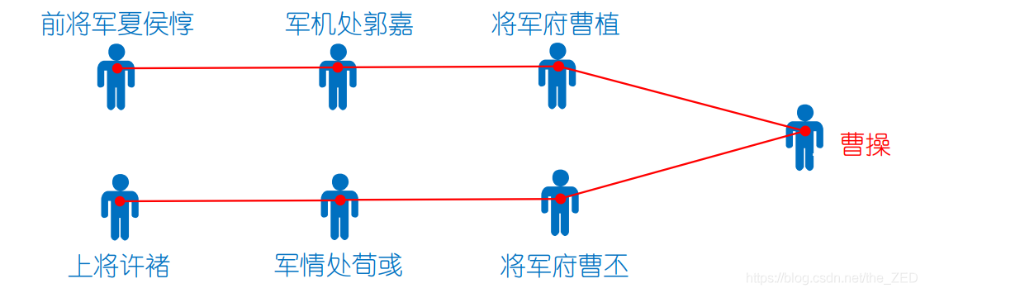 前将军夏侯惇
军机处郭嘉
将军府曹植
曹操
上将许褚
军情处荀彧
将军府曹丕
https://blog.csdn.net/the_ZED